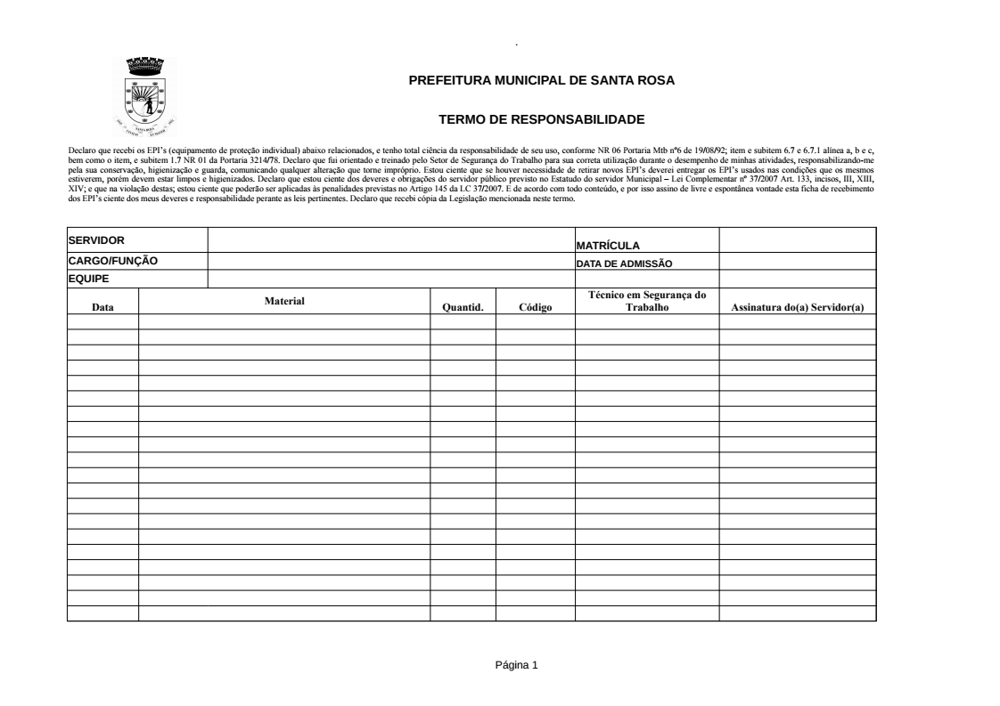 .
PREFEITURA MUNICIPAL DE SANTA ROSA
TERMO DE RESPONSABILIDADE
Declaro que recebi os EPI's (equipamento de proteção individual) abaixo relacionados, e tenho total ciência da responsabilidade de seu uso, conforme NR 06 Portaria Mtb nº6 de 19/08/92; item e subitem 6.7 e 6.7.1 alínea a, b e c,
bem como o item, e subitem 1.7 NR 01 da Portaria 3214/78. Declaro que fui orientado e treinado pelo Setor de Segurança do Trabalho para sua correta utilização durante o desempenho de minhas atividades, responsabilizando-me
pela sua conservação, higienização e guarda, comunicando qualquer alteração que torne impróprio. Estou ciente que se houver necessidade de retirar novos EPI's deverei entregar os EPI's usados nas condições que os mesmos
estiverem, porém devem estar limpos e higienizados. Declaro que estou ciente dos deveres e obrigações do servidor público previsto no Estatudo do servidor Municipal – Lei Complementar nº 37/2007 Art. 133, incisos, III, XIII,
XIV; e que na violação destas; estou ciente que poderão ser aplicadas às penalidades previstas no Artigo 145 da LC 37/2007. E de acordo com todo conteúdo, e por isso assino de livre e espontânea vontade esta ficha de recebimento
dos EPI's ciente dos meus deveres e responsabilidade perante as leis pertinentes. Declaro que recebi cópia da Legislação mencionada neste termo.
SERVIDOR
MATRÍCULA
CARGO/FUNÇÃO
DATA DE ADMISSÃO
EQUIPE
Data
Material
Quantid.
Código
Técnico em Segurança do
Trabalho
Assinatura do(a) Servidor(a)
Página 1